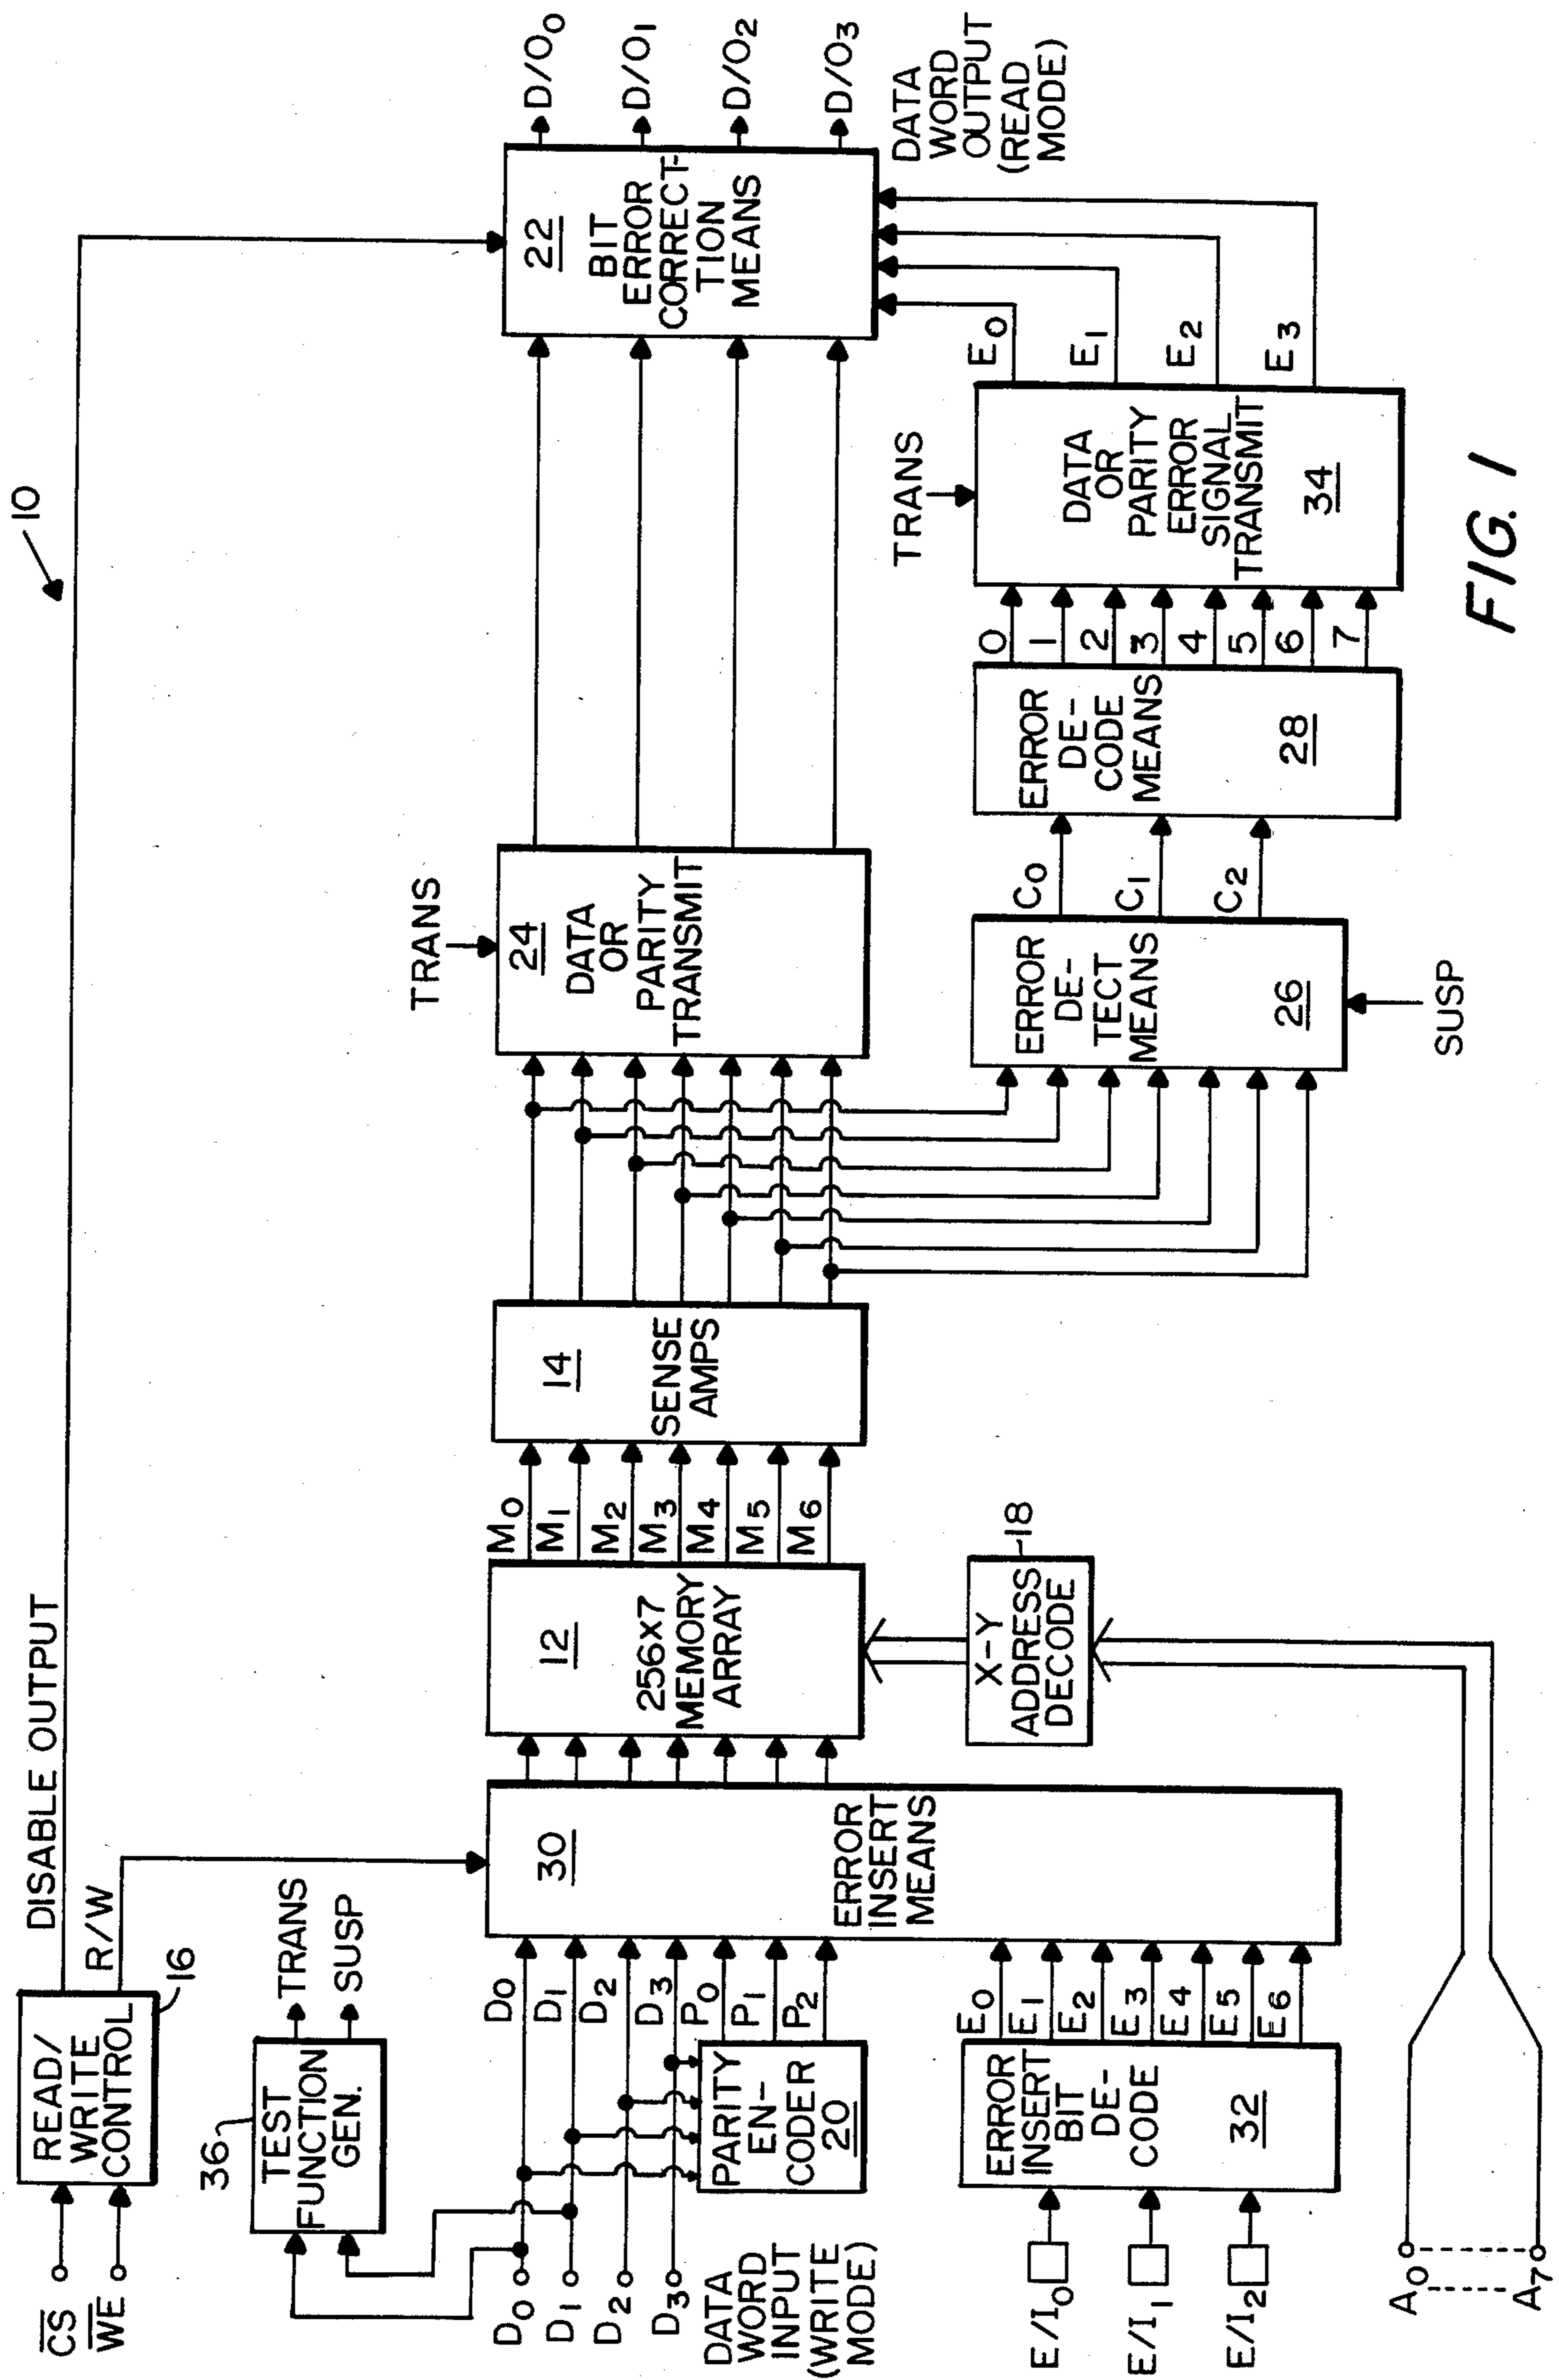 10
DISABLE OUTPUT
R/W
READ/
WRITE
CONTROL
16
CS
WE
36
TEST
FUNCTION
GEN.
TRANS
SUSP
D0
D1
D2
D3
DATA
WORD
INPUT
(WRITE
MODE)
D0
D1
D2
D3
P0
P1
P2
PARITY
EN-
CODER
20
E/I0
E/I1
E/I2
ERROR
INSERT
BIT
DE-
CODE
32
E0
E1
E2
E3
E4
E5
E6
30
ERROR
INSERT
MEANS
A0
A7
12
256x7
MEMORY
ARRAY
X-Y
ADDRESS
DECODE
18
M0
M1
M2
M3
M4
M5
M6
14
SENSE
AMPS
TRANS
24
DATA
OR
PARITY
TRANSMIT
ERROR
DE-
TECT
MEANS
26
SUSP
C0
C1
C2
ERROR
DE-
CODE
MEANS
28
0
1
2
3
4
5
6
7
TRANS
DATA
OR
PARITY
ERROR
SIGNAL
TRANSMIT
34
E0
E1
E2
E3
22
BIT
ERROR
CORRECT-
TION
MEANS
D/O0
D/O1
D/O2
D/O3
DATA
WORD
OUTPUT
(READ
MODE)
FIG. 1